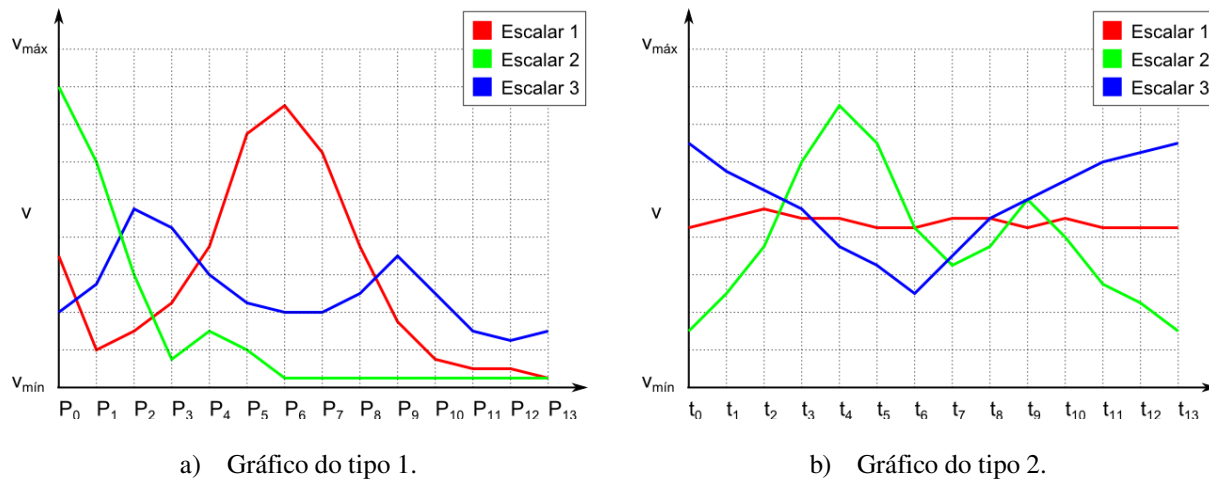 Vmáx
V
Vmín
P0 P1 P2 P3 P4 P5 P6 P7 P8 P9 P10 P11 P12 P13
Escalar 1
Escalar 2
Escalar 3
a) Gráfico do tipo 1.
Vmáx
V
Vmín
t0 t1 t2 t3 t4 t5 t6 t7 t8 t9 t10 t11 t12 t13
Escalar 1
Escalar 2
Escalar 3
b) Gráfico do tipo 2.